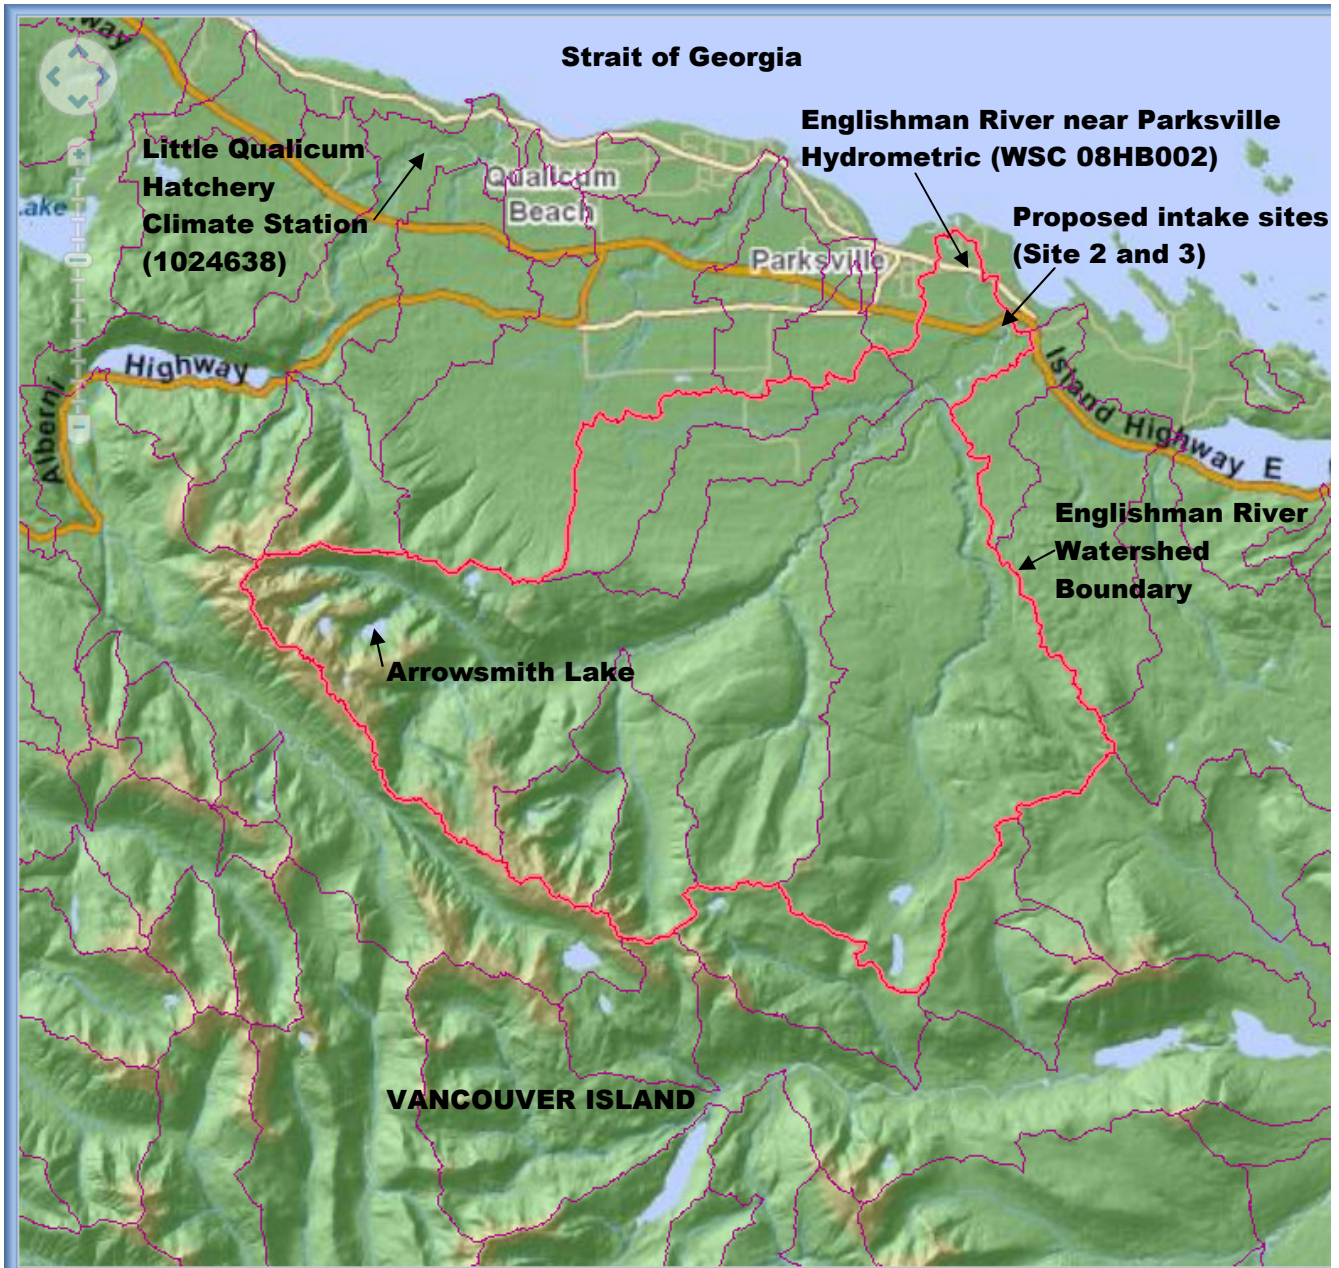 way
Strait of Georgia
Englishman River near Parksville
Hydrometric (WSC 08HB002)
Little Qualicum
Hatchery
Climate Station
(1024638)
Qualicum
Beach
Lake
Proposed intake sites
(Site 2 and 3)
Parksville
Highway
Alberni
Island Highway E
Englishman River
Watershed
Boundary
Arrowsmith Lake
VANCOUVER ISLAND